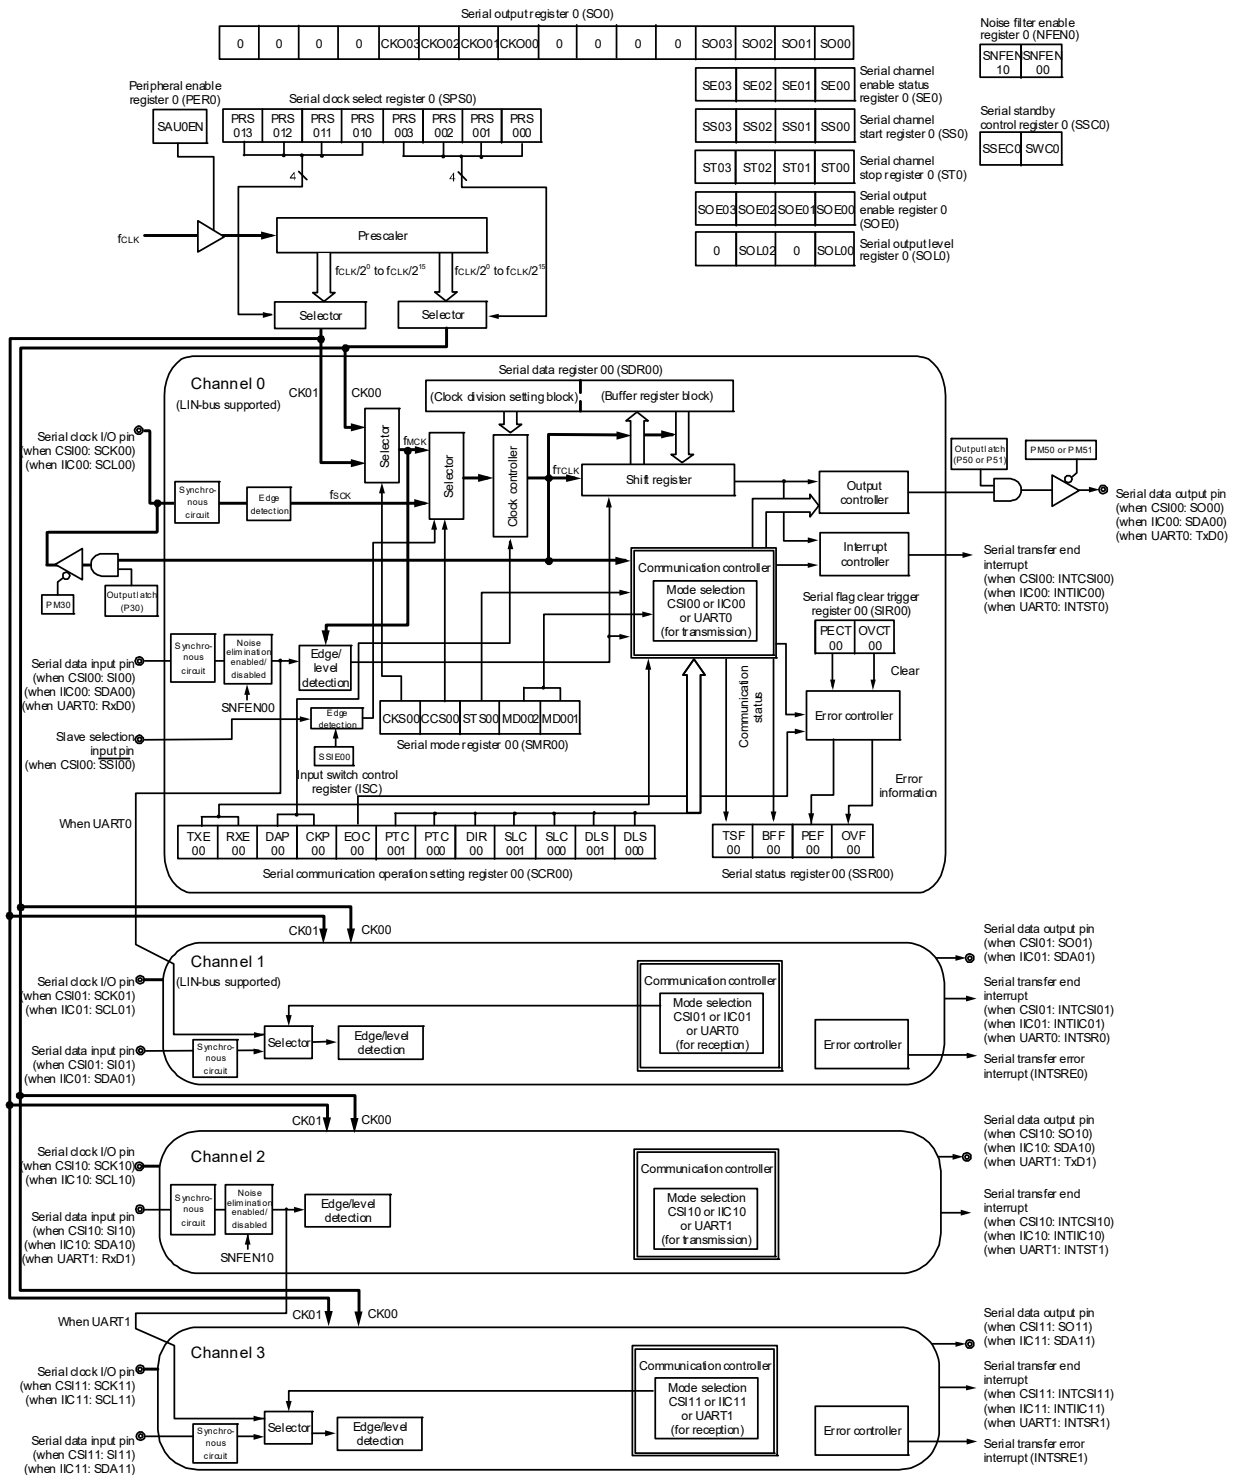 Serial output register 0 (SO0)
0 0 0 0 CKO03 CKO02 CKO01 CKO00 0 0 0 0 SO03 SO02 SO01 SO00
Noise filter enable
register 0 (NFEN0)
SNFEN
10
SNFEN
00
Peripheral enable
register 0 (PER0)
SAU0EN
Serial clock select register 0 (SPS0)
PRS
013
PRS
012
PRS
011
PRS
010
PRS
003
PRS
002
PRS
001
PRS
000
4
4
SE03 SE02 SE01 SE00
Serial channel
enable status
register 0 (SE0)
SS03 SS02 SS01 SS00
Serial channel
start register 0 (SS0)
ST03 ST02 ST01 ST00
Serial channel
stop register 0 (ST0)
SOE03 SOE02 SOE01 SOE00
Serial output
enable register 0
(SOE0)
0 SOL02 0 SOL00
Serial output level
register 0 (SOL0)
Serial standby
control register 0 (SSC0)
SSEC0 SWC0
fCLK
Prescaler
fCLK/2⁰ to fCLK/2¹⁵
fCLK/2⁰ to fCLK/2¹⁵
Selector
Selector
Channel 0
(LIN-bus supported)
CK01
CK00
Serial data register 00 (SDR00)
(Clock division setting block)
(Buffer register block)
Serial clock I/O pin
(when CSI00: SCK00)
(when IIC00: SCL00)
Synchro-
nous
circuit
Edge
detection
fSCK
Selector
fMCK
Selector
Clock controller
fTCLK
Shift register
Output
controller
Output latch
(P50 or P51)
PM50 or PM51
Serial data output pin
(when CSI00: SO00)
(when IIC00: SDA00)
(when UART0: TxD0)
Interrupt
controller
Serial transfer end
interrupt
(when CSI00: INTCSI00)
(when IIC00: INTIIC00)
(when UART0: INTST0)
PM30
Output latch
(P30)
Communication controller
Mode selection
CSI00 or IIC00
or UART0
(for transmission)
Serial flag clear trigger
register 00 (SIR00)
PECT
00
OVCT
00
Clear
Serial data input pin
(when CSI00: SI00)
(when IIC00: SDA00)
(when UART0: RxD0)
Synchro-
nous
circuit
Noise
elimination
enabled/
disabled
SNFEN00
Edge/
level
detection
Slave selection
input pin
(when CSI00: SSI00)
Edge
detection
SSIE00
Input switch control
register (ISC)
CKS00 CCS00 STS00 MD002 MD001
Serial mode register 00 (SMR00)
Communication
status
Error controller
Error
information
When UART0
TXE
00
RXE
00
DAP
00
CKP
00
EOC
00
PTC
001
PTC
000
DIR
00
SLC
001
SLC
000
DLS
001
DLS
000
Serial communication operation setting register 00 (SCR00)
TSF
00
BFF
00
PEF
00
OVF
00
Serial status register 00 (SSR00)
CK01
CK00
Channel 1
(LIN-bus supported)
Serial clock I/O pin
(when CSI01: SCK01)
(when IIC01: SCL01)
Serial data input pin
(when CSI01: SI01)
(when IIC01: SDA01)
Synchro-
nous
circuit
Selector
Edge/level
detection
Communication controller
Mode selection
CSI01 or IIC01
or UART0
(for reception)
Error controller
Serial data output pin
(when CSI01: SO01)
(when IIC01: SDA01)
Serial transfer end
interrupt
(when CSI01: INTCSI01)
(when IIC01: INTIIC01)
(when UART0: INTSR0)
Serial transfer error
interrupt (INTSRE0)
CK01
CK00
Channel 2
Serial clock I/O pin
(when CSI10: SCK10)
(when IIC10: SCL10)
Serial data input pin
(when CSI10: SI10)
(when IIC10: SDA10)
(when UART1: RxD1)
Synchro-
nous
circuit
Noise
elimination
enabled/
disabled
SNFEN10
Edge/level
detection
Communication controller
Mode selection
CSI10 or IIC10
or UART1
(for transmission)
Serial data output pin
(when CSI10: SO10)
(when IIC10: SDA10)
(when UART1: TxD1)
Serial transfer end
interrupt
(when CSI10: INTCSI10)
(when IIC10: INTIIC10)
(when UART1: INTST1)
CK01
CK00
When UART1
Channel 3
Serial clock I/O pin
(when CSI11: SCK11)
(when IIC11: SCL11)
Serial data input pin
(when CSI11: SI11)
(when IIC11: SDA11)
Synchro-
nous
circuit
Selector
Edge/level
detection
Communication controller
Mode selection
CSI11 or IIC11
or UART1
(for reception)
Error controller
Serial data output pin
(when CSI11: SO11)
(when IIC11: SDA11)
Serial transfer end
interrupt
(when CSI11: INTCSI11)
(when IIC11: INTIIC11)
(when UART1: INTSR1)
Serial transfer error
interrupt (INTSRE1)